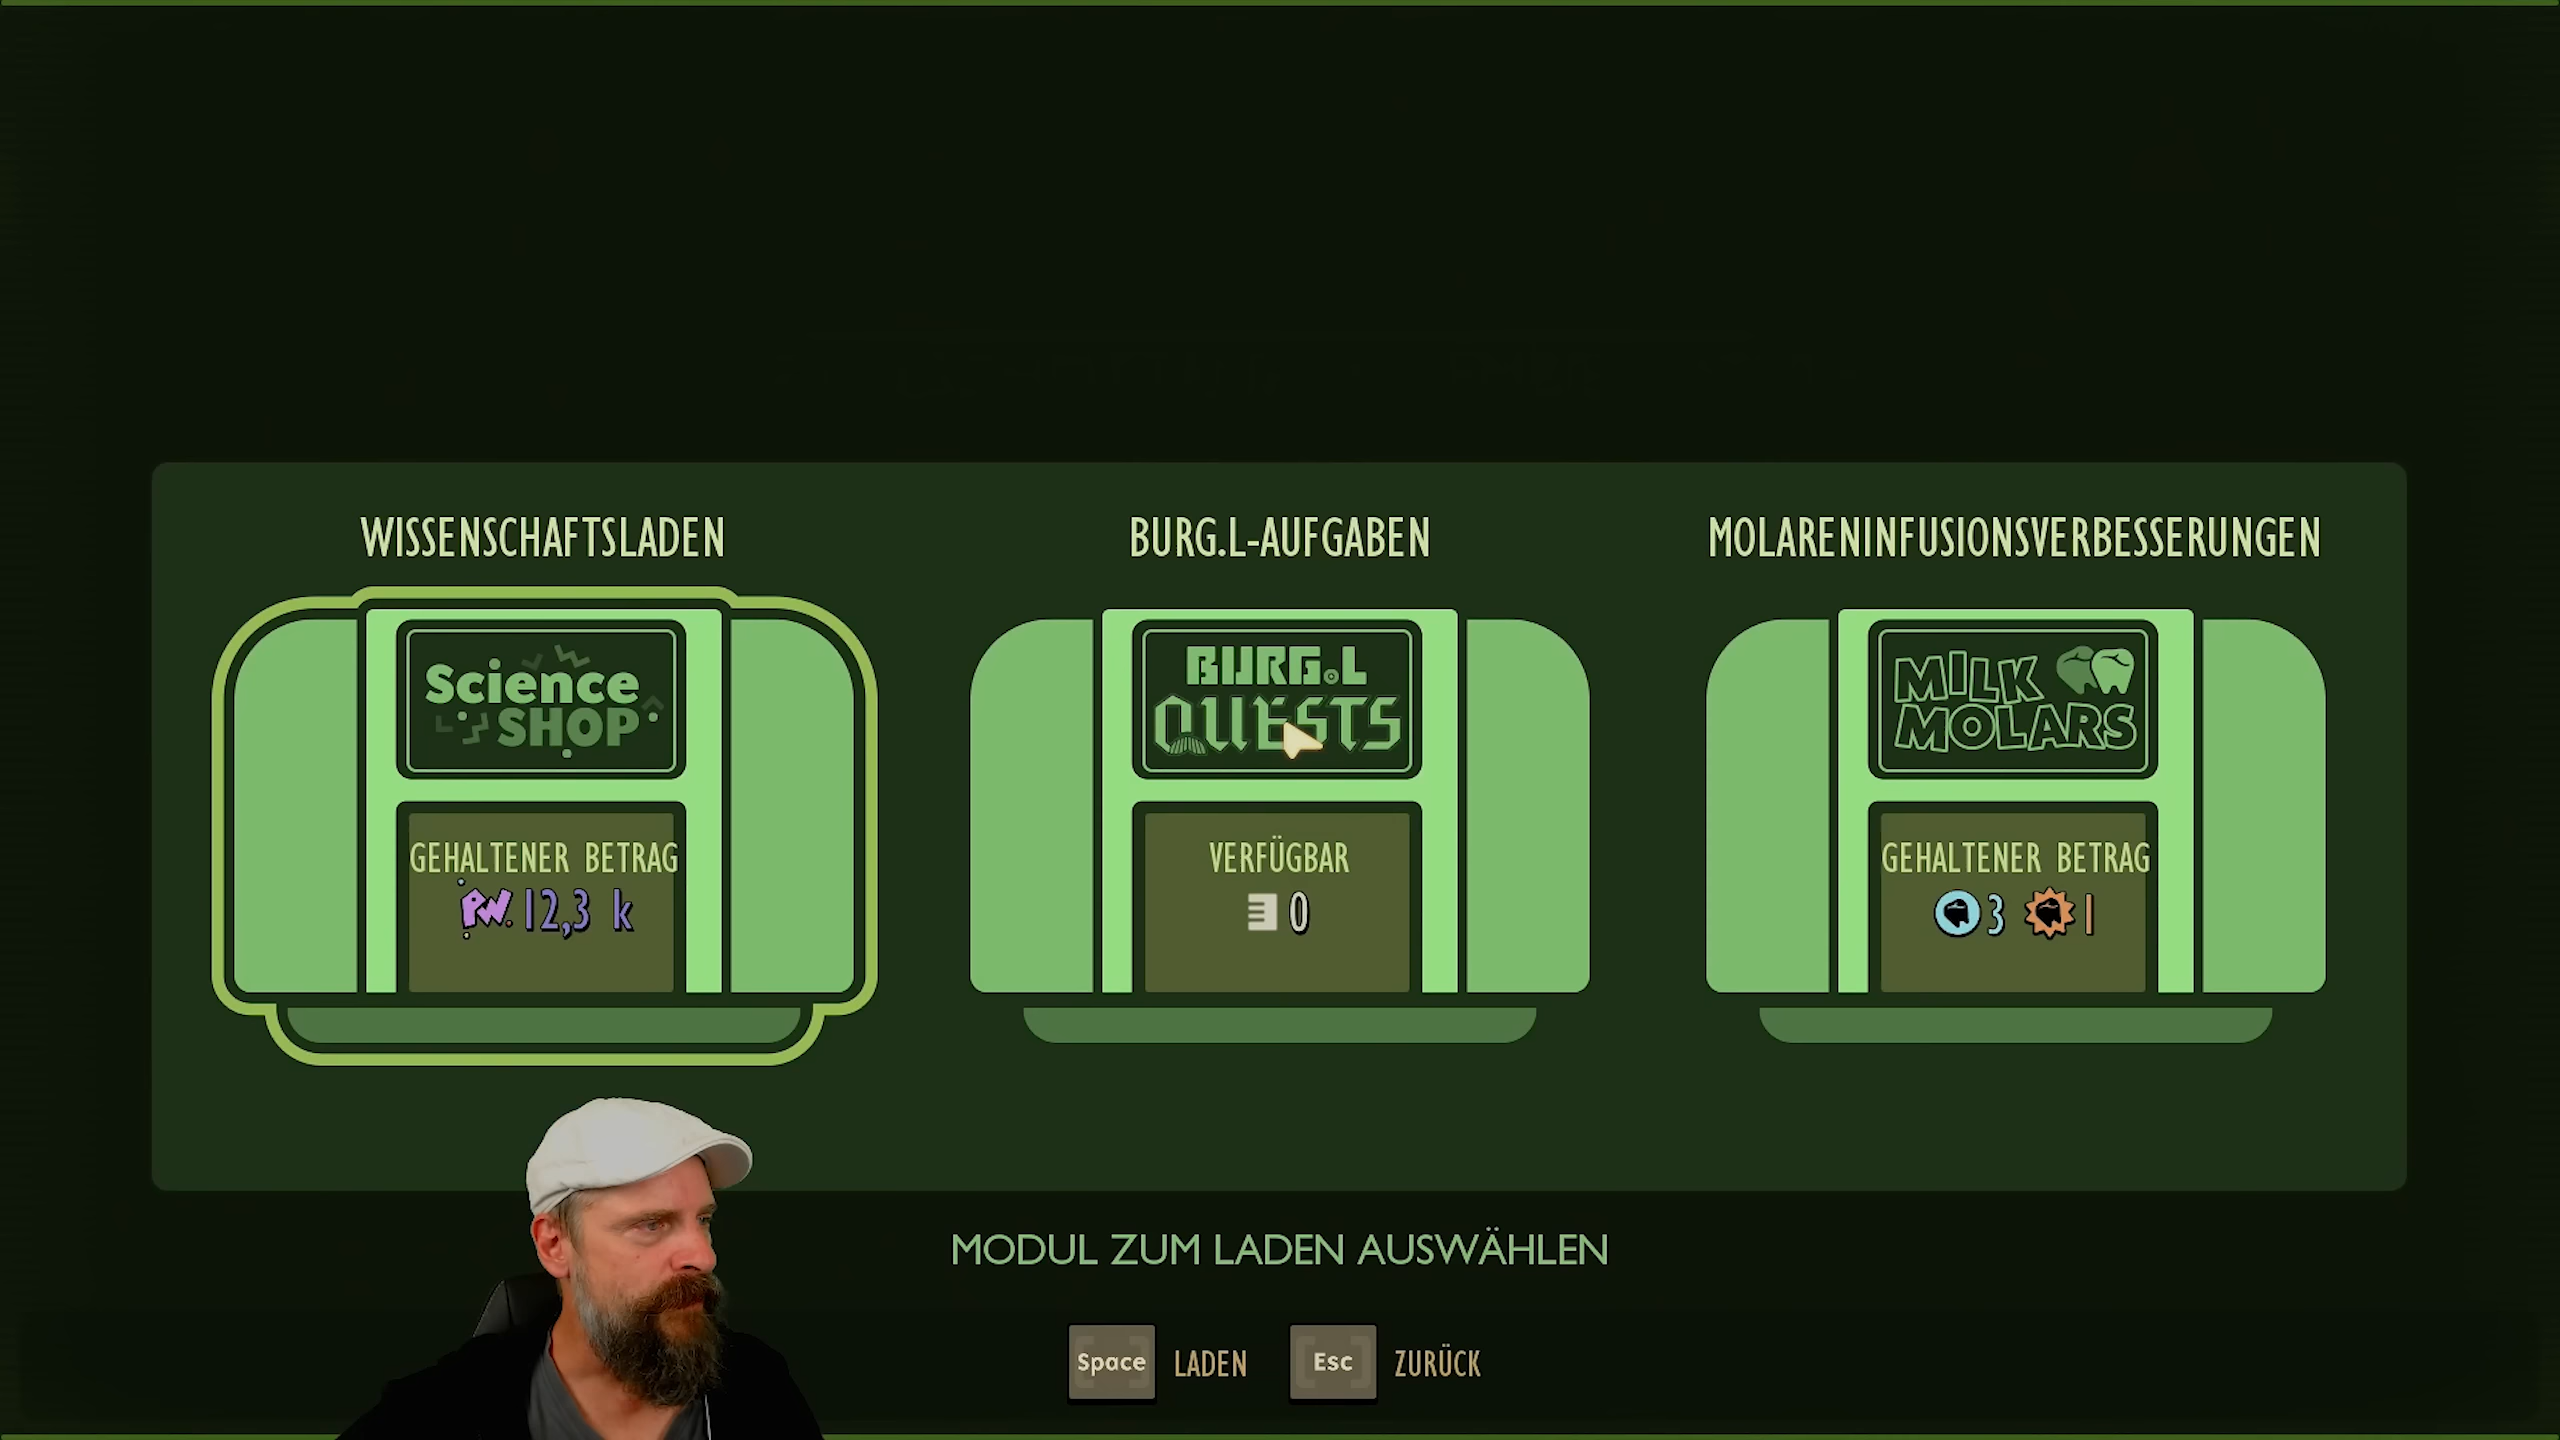 WISSENSCHAFTSLADEN
Science
SHOP
GEHALTENER BETRAG
RW. 12,3 k
BURG.L-AUFGABEN
BURG.L
QUESTS
VERFÜGBAR
0
MOLARENINFUSIONSVERBESSERUNGEN
MILK
MOLARS
GEHALTENER BETRAG
3 1
MODUL ZUM LADEN AUSWÄHLEN
Space LADEN Esc ZURÜCK